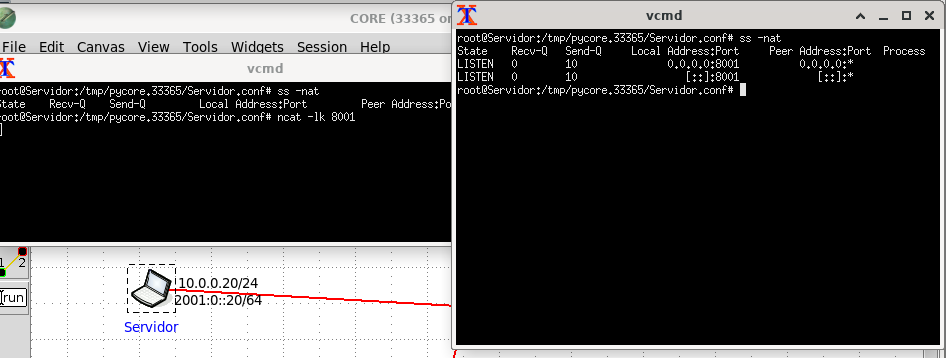 CORE (33365 on
File Edit Canvas View Tools Widgets Session Help
vcmd
root@Servidor:/tmp/pycore.33365/Servidor.conf# ss -nat
State Recv-Q Send-Q Local Address:Port Peer Address:Po
root@Servidor:/tmp/pycore.33365/Servidor.conf# ncat -lk 8001
vcmd
root@Servidor:/tmp/pycore.33365/Servidor.conf# ss -nat
State Recv-Q Send-Q Local Address:Port Peer Address:Port Process
LISTEN 0 10 0.0.0.0:8001 0.0.0.0:*
LISTEN 0 10 [::]:8001 [::]:*
root@Servidor:/tmp/pycore.33365/Servidor.conf#
1 2
run
10.0.0.20/24
2001:0::20/64
Servidor